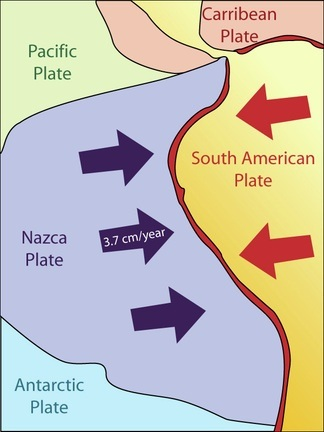 Carribean
Plate
Pacific
Plate
South American
Plate
3.7 cm/year
Nazca
Plate
Antarctic
Plate